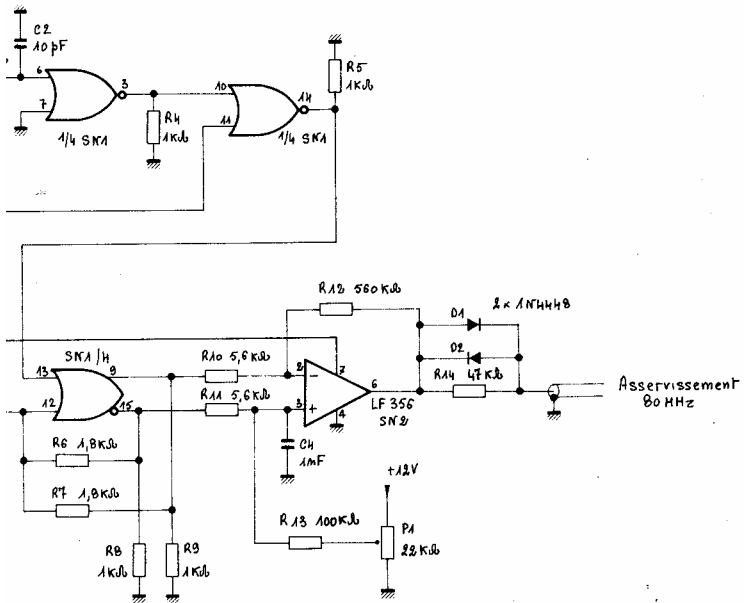 C2
10 pF
6
7
3
1/4 SN1
R4
1KΩ
10
11
14
1/4 SN1
R5
1KΩ
R12 560KΩ
D1
2 x 1N4448
D2
R14 47KΩ
SN1/4
13
12
9
15
R10 5,6KΩ
R11 5,6KΩ
2
3
7
4
6
-
+
LF 356
SN2
C4
1mF
Asservissement
80 MHz
R6 1,8KΩ
R7 1,8KΩ
R8
1KΩ
R9
1KΩ
R13 100KΩ
+12V
P1
22KΩ